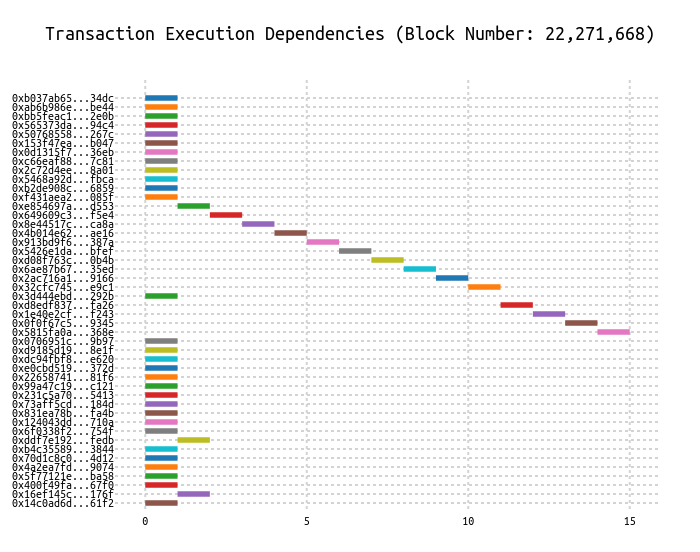 Transaction Execution Dependencies (Block Number: 22,271,668)
0xb037ab65...34dc
0xab6b986e...be44
0xbb5feac1...2e0b
0x565373da...94c4
0x50768558...267c
0x153f47ea...b047
0x0d1315f7...36eb
0xc66eaf88...7c81
0x2c72d4ee...8a01
0x5468a92d...fbca
0xb2de908c...6859
0xf431aea2...085f
0xe854697a...d553
0x649609c3...f5e4
0x8e44517c...ca8a
0x4b014e62...ae16
0x913bd9f6...387a
0x5426e1da...bfef
0xd08f763c...0b4b
0x6ae87b67...35ed
0x2ac716a1...9166
0x32cfc745...e9c1
0x3d444ebd...292b
0xd8edf837...fa26
0x1e40e2cf...f243
0x0f0f67c5...9345
0x5815fa0a...368e
0x0706951c...9b97
0xd9185d19...8e1f
0xdc94fbf8...e620
0xe0cbd519...372d
0x22658741...81f6
0x99a47c19...c121
0x231c5a70...5413
0x73aff5cd...184d
0x831ea78b...fa4b
0x124043dd...710a
0x6f0338f2...754f
0xddf7e192...fedb
0xb4c35589...3844
0x70d1c8c0...4d12
0x4a2ea7fd...9074
0x5f77121e...ba58
0x400f49fa...67f0
0x16ef145c...176f
0x14c0ad6d...61f2
0 5 10 15